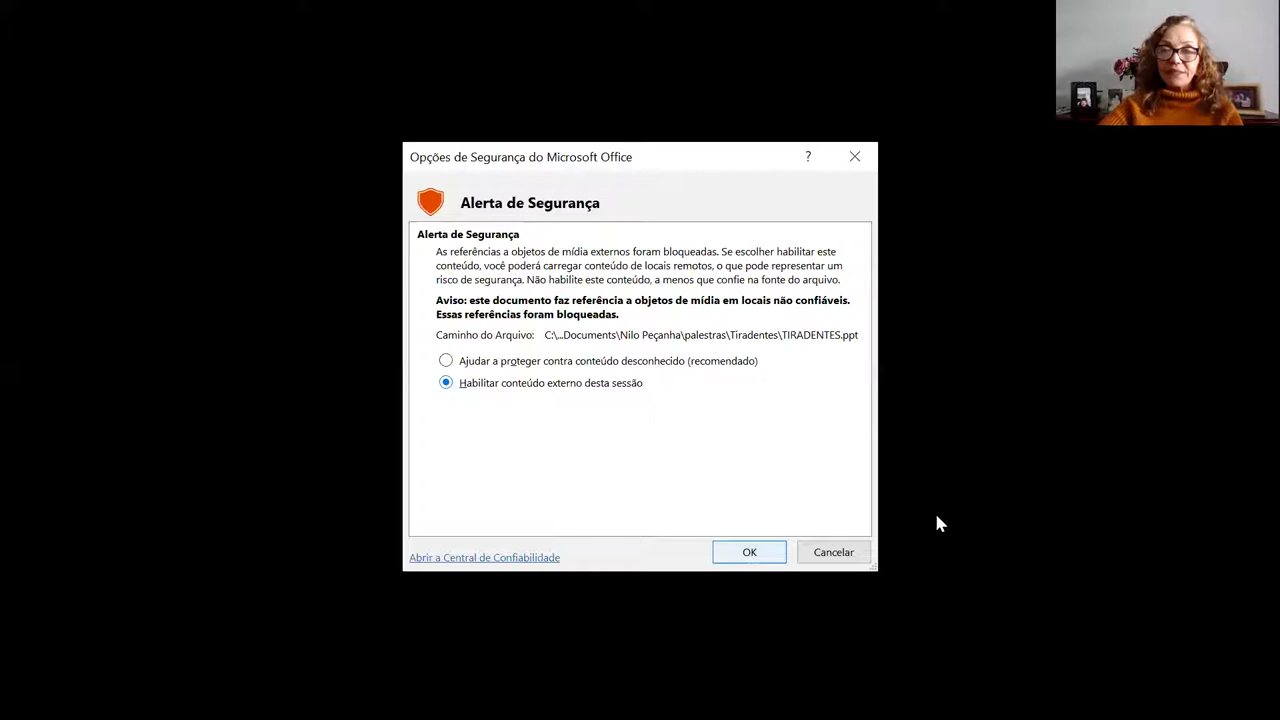 Opções de Segurança do Microsoft Office
?
Alerta de Segurança
Alerta de Segurança
As referências a objetos de mídia externos foram bloqueadas. Se escolher habilitar este
conteúdo, você poderá carregar conteúdo de locais remotos, o que pode representar um
risco de segurança. Não habilite este conteúdo, a menos que confie na fonte do arquivo.
Aviso: este documento faz referência a objetos de mídia em locais não confiáveis.
Essas referências foram bloqueadas.
Caminho do Arquivo: C:\...Documents\Nilo Peçanha\palestras\Tiradentes\TIRADENTES.ppt
Ajudar a proteger contra conteúdo desconhecido (recomendado)
Habilitar conteúdo externo desta sessão
Abrir a Central de Confiabilidade
OK
Cancelar